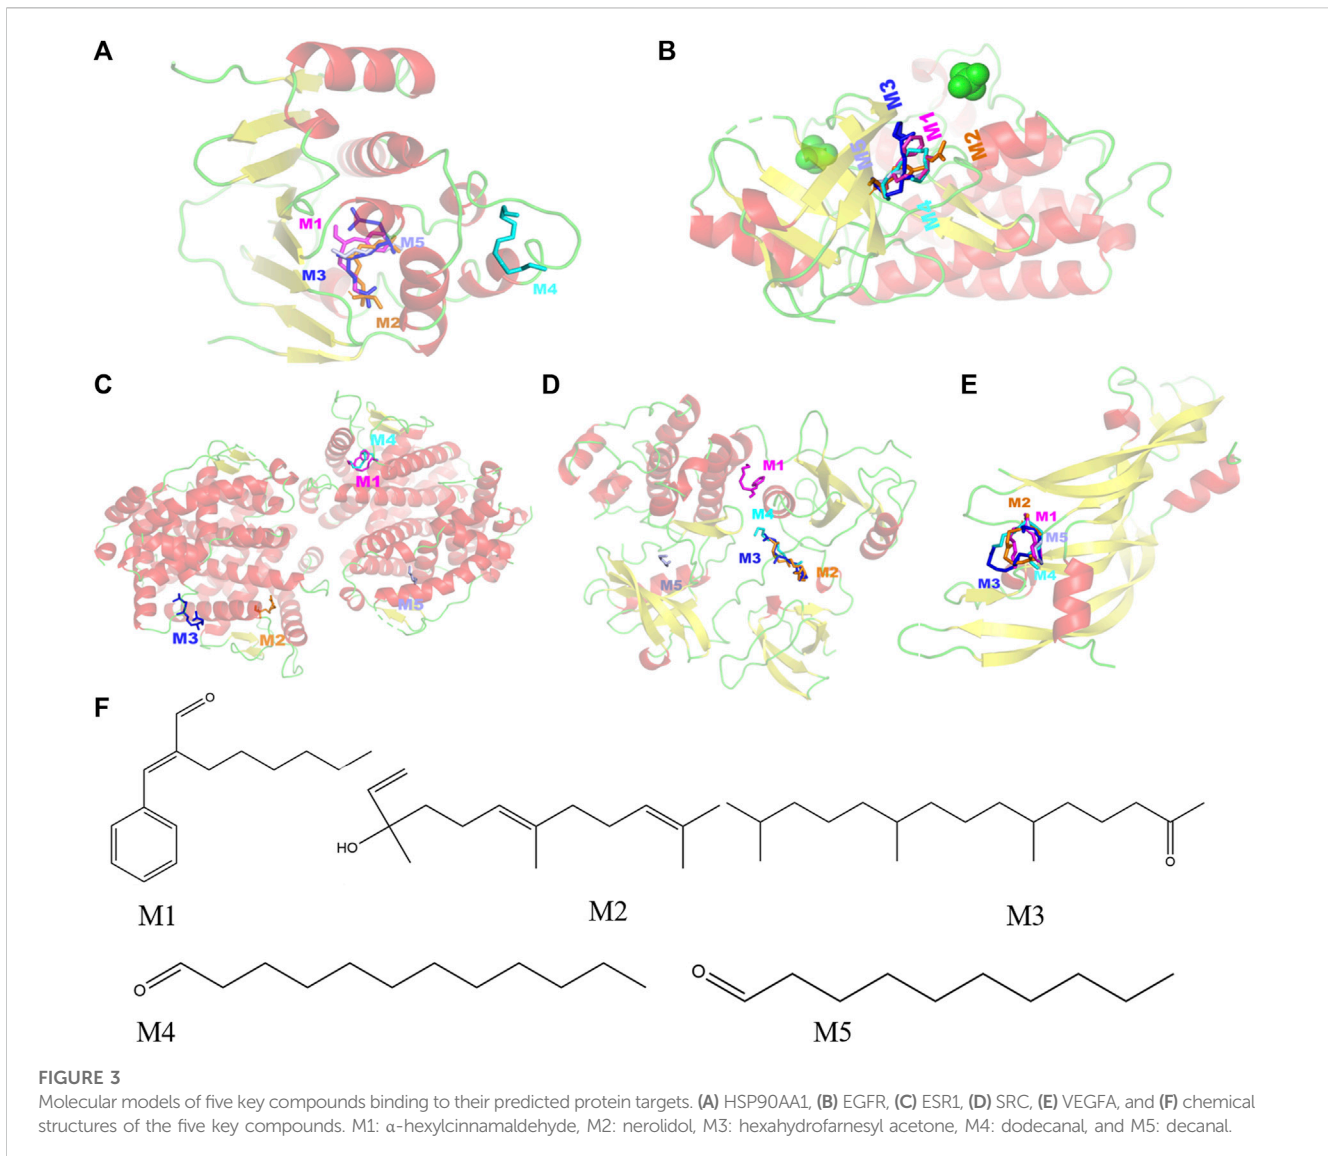 A
M1
M5
M3
M4
M2
B
M3
M1
M2
M5
M4
C
M4
M1
M3
M2
M5
D
M1
M4
M3
M2
M5
E
M2
M1
M5
M3
M4
F
O
HO
O
M1
M2
M3
O
O
M4
M5
FIGURE 3
Molecular models of five key compounds binding to their predicted protein targets. (A) HSP90AA1, (B) EGFR, (C) ESR1, (D) SRC, (E) VEGFA, and (F) chemical
structures of the five key compounds. M1: α-hexylcinnamaldehyde, M2: nerolidol, M3: hexahydrofarnesyl acetone, M4: dodecanal, and M5: decanal.